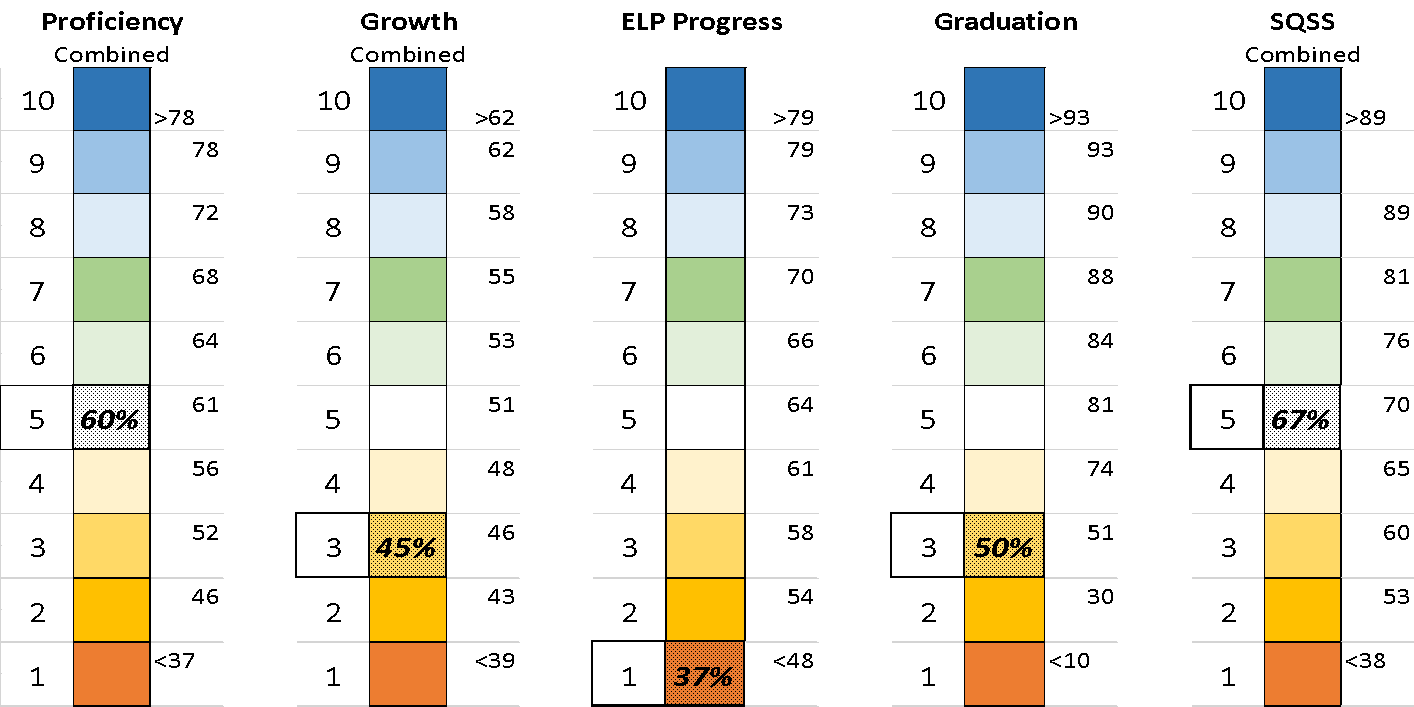 Proficiency Growth ELP Progress Graduation SQSS
Combined Combined Combined
10 >78 10 >62 10 >79 10 >93 10 >89
9 78 9 62 9 79 9 93 9
8 72 8 58 8 73 8 90 8 89
7 68 7 55 7 70 7 88 7 81
6 64 6 53 6 66 6 84 6 76
5 60% 61 5 51 5 64 5 81 5 67% 70
4 56 4 48 4 61 4 74 4 65
3 52 3 45% 46 3 58 3 50% 51 3 60
2 46 2 43 2 54 2 30 2 53
1 <37 1 <39 1 37% <48 1 <10 1 <38